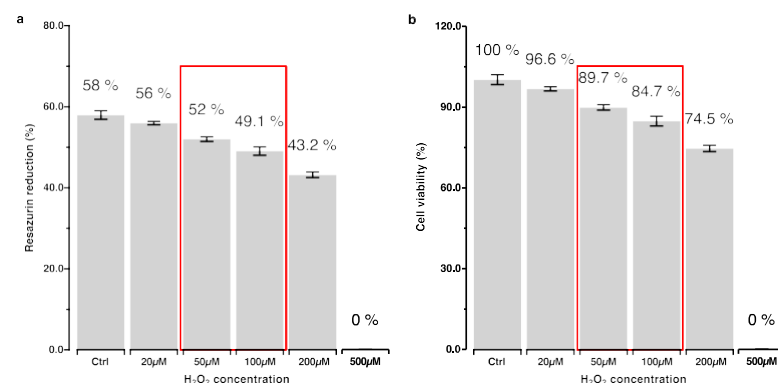 a
80.0
60.0
40.0
20.0
0.0
Resazurin reduction (%)
58 %
56 %
52 %
49.1 %
43.2 %
0 %
Ctrl
20µM
50µM
100µM
200µM
500µM
H₂O₂ concentration
b
120.0
90.0
60.0
30.0
0.0
Cell viability (%)
100 %
96.6 %
89.7 %
84.7 %
74.5 %
0 %
Ctrl
20µM
50µM
100µM
200µM
500µM
H₂O₂ concentration